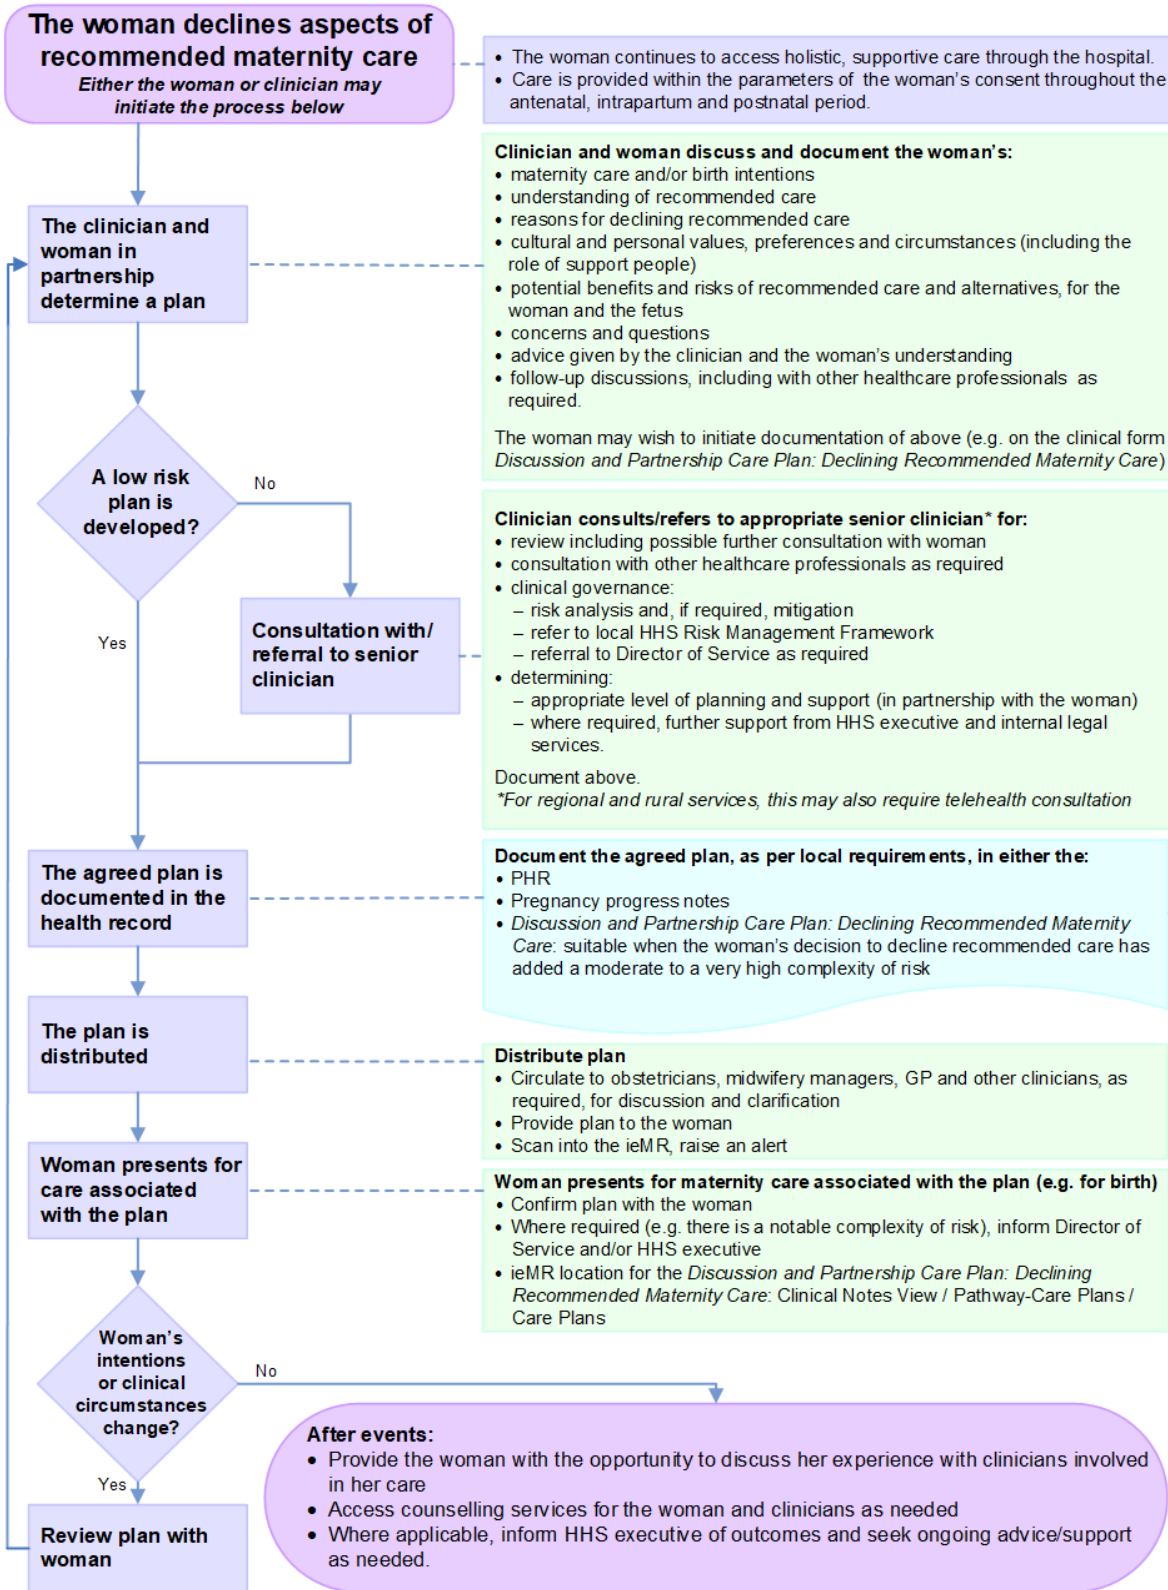 The woman declines aspects of
recommended maternity care
Either the woman or clinician may
initiate the process below
• The woman continues to access holistic, supportive care through the hospital.
• Care is provided within the parameters of the woman's consent throughout the
antenatal, intrapartum and postnatal period.
The clinician and
woman in
partnership
determine a plan
Clinician and woman discuss and document the woman's:
• maternity care and/or birth intentions
• understanding of recommended care
• reasons for declining recommended care
• cultural and personal values, preferences and circumstances (including the
role of support people)
• potential benefits and risks of recommended care and alternatives, for the
woman and the fetus
• concerns and questions
• advice given by the clinician and the woman's understanding
• follow-up discussions, including with other healthcare professionals as
required.
The woman may wish to initiate documentation of above (e.g. on the clinical form
Discussion and Partnership Care Plan: Declining Recommended Maternity Care)
A low risk
plan is
developed?
No
Yes
Consultation with/
referral to senior
clinician
Clinician consults/refers to appropriate senior clinician* for:
• review including possible further consultation with woman
• consultation with other healthcare professionals as required
• clinical governance:
– risk analysis and, if required, mitigation
– refer to local HHS Risk Management Framework
– referral to Director of Service as required
• determining:
– appropriate level of planning and support (in partnership with the woman)
– where required, further support from HHS executive and internal legal
services.
Document above.
*For regional and rural services, this may also require telehealth consultation
The agreed plan is
documented in the
health record
Document the agreed plan, as per local requirements, in either the:
• PHR
• Pregnancy progress notes
• Discussion and Partnership Care Plan: Declining Recommended Maternity
Care: suitable when the woman's decision to decline recommended care has
added a moderate to a very high complexity of risk
The plan is
distributed
Distribute plan
• Circulate to obstetricians, midwifery managers, GP and other clinicians, as
required, for discussion and clarification
• Provide plan to the woman
• Scan into the ieMR, raise an alert
Woman presents for
care associated
with the plan
Woman presents for maternity care associated with the plan (e.g. for birth)
• Confirm plan with the woman
• Where required (e.g. there is a notable complexity of risk), inform Director of
Service and/or HHS executive
• ieMR location for the Discussion and Partnership Care Plan: Declining
Recommended Maternity Care: Clinical Notes View / Pathway-Care Plans /
Care Plans
Woman's
intentions
or clinical
circumstances
change?
No
Yes
After events:
• Provide the woman with the opportunity to discuss her experience with clinicians involved
in her care
• Access counselling services for the woman and clinicians as needed
• Where applicable, inform HHS executive of outcomes and seek ongoing advice/support
as needed.
Review plan with
woman